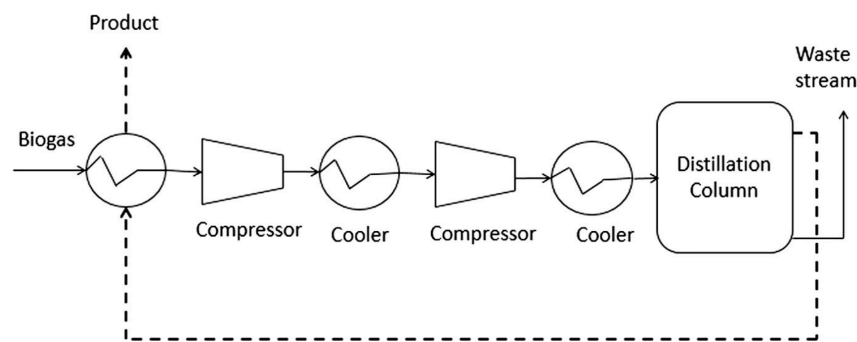 Product
Waste
stream
Biogas
Distillation
Column
Compressor
Cooler
Compressor
Cooler